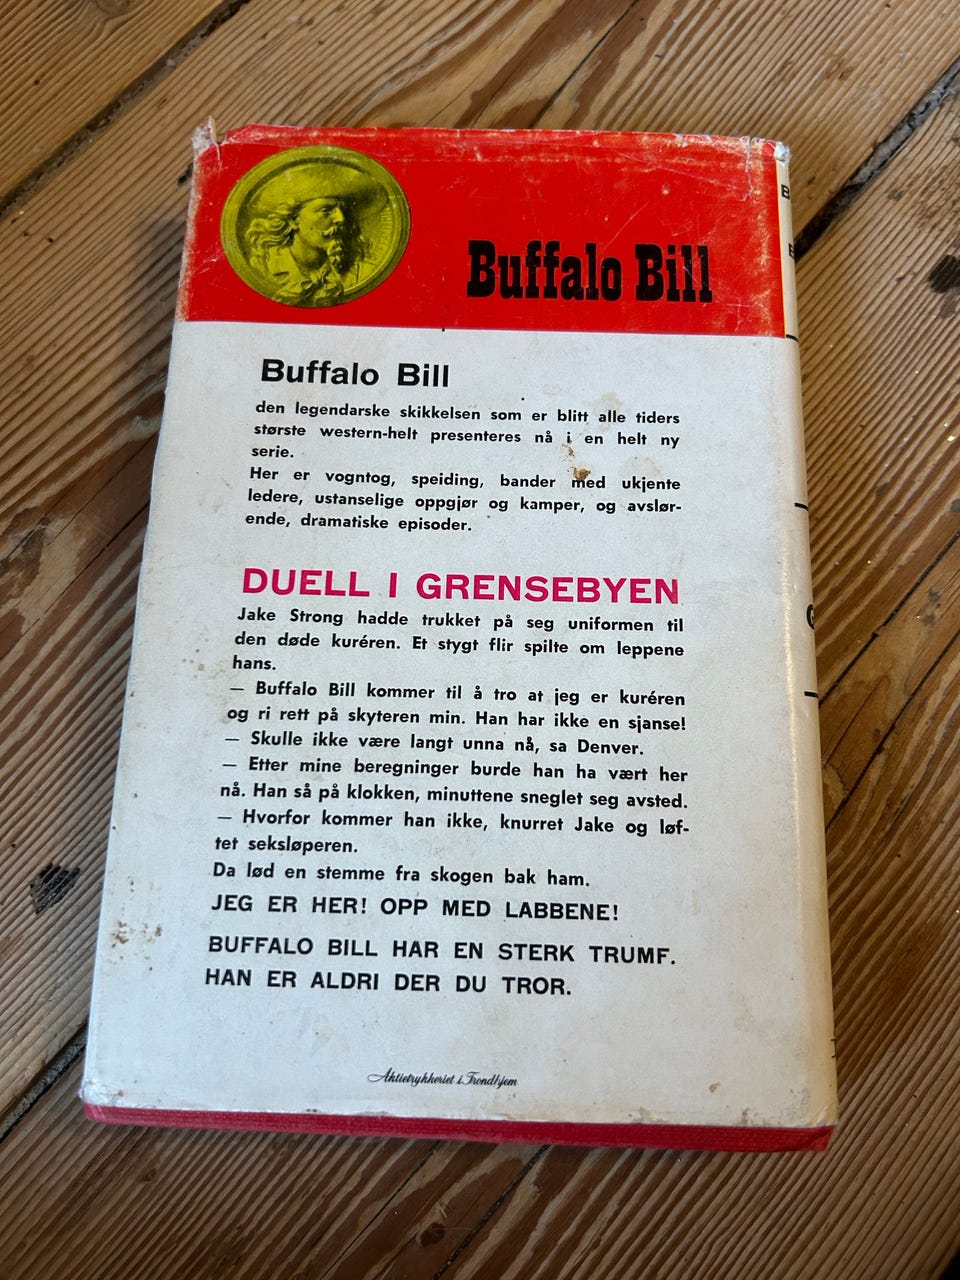 Buffalo Bill
Buffalo Bill
den legendarske skikkelsen som er blitt alle tiders
største western-helt presenteres nå i en helt ny
serie.
Her er vogntog, speiding, bander med ukjente
ledere, ustanselige oppgjør og kamper, og avslør-
ende, dramatiske episoder.
DUELL I GRENSEBYEN
Jake Strong hadde trukket på seg uniformen til
den døde kuréren. Et stygt flir spilte om leppene
hans.
— Buffalo Bill kommer til å tro at jeg er kuréren
og ri rett på skyteren min. Han har ikke en sjanse!
— Skulle ikke være langt unna nå, sa Denver.
— Etter mine beregninger burde han ha vært her
nå. Han så på klokken, minuttene sneglet seg avsted.
— Hvorfor kommer han ikke, knurret Jake og løf-
tet seksløperen.
Da lød en stemme fra skogen bak ham.
JEG ER HER! OPP MED LABBENE!
BUFFALO BILL HAR EN STERK TRUMF.
HAN ER ALDRI DER DU TROR.
Aktietrykkeriet i Trondhjem